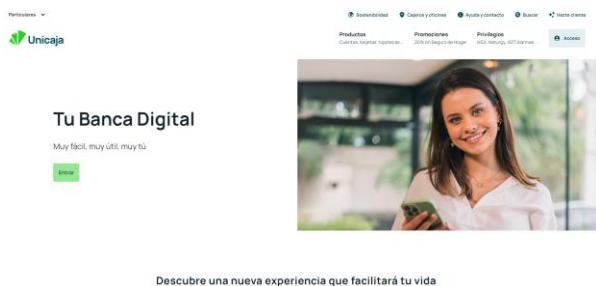 Particulares
Sostenibilidad
Cajeros y oficinas
Ayuda y contacto
Buscar
Hazte cliente
Unicaja
Productos
Cuentas, tarjetas, hipotecas...
Promociones
20% en Seguro de Hogar
Privilegios
Acceso
Tu Banca Digital
Muy fácil, muy útil, muy tú
Entrar
Descubre una nueva experiencia que facilitará tu vida